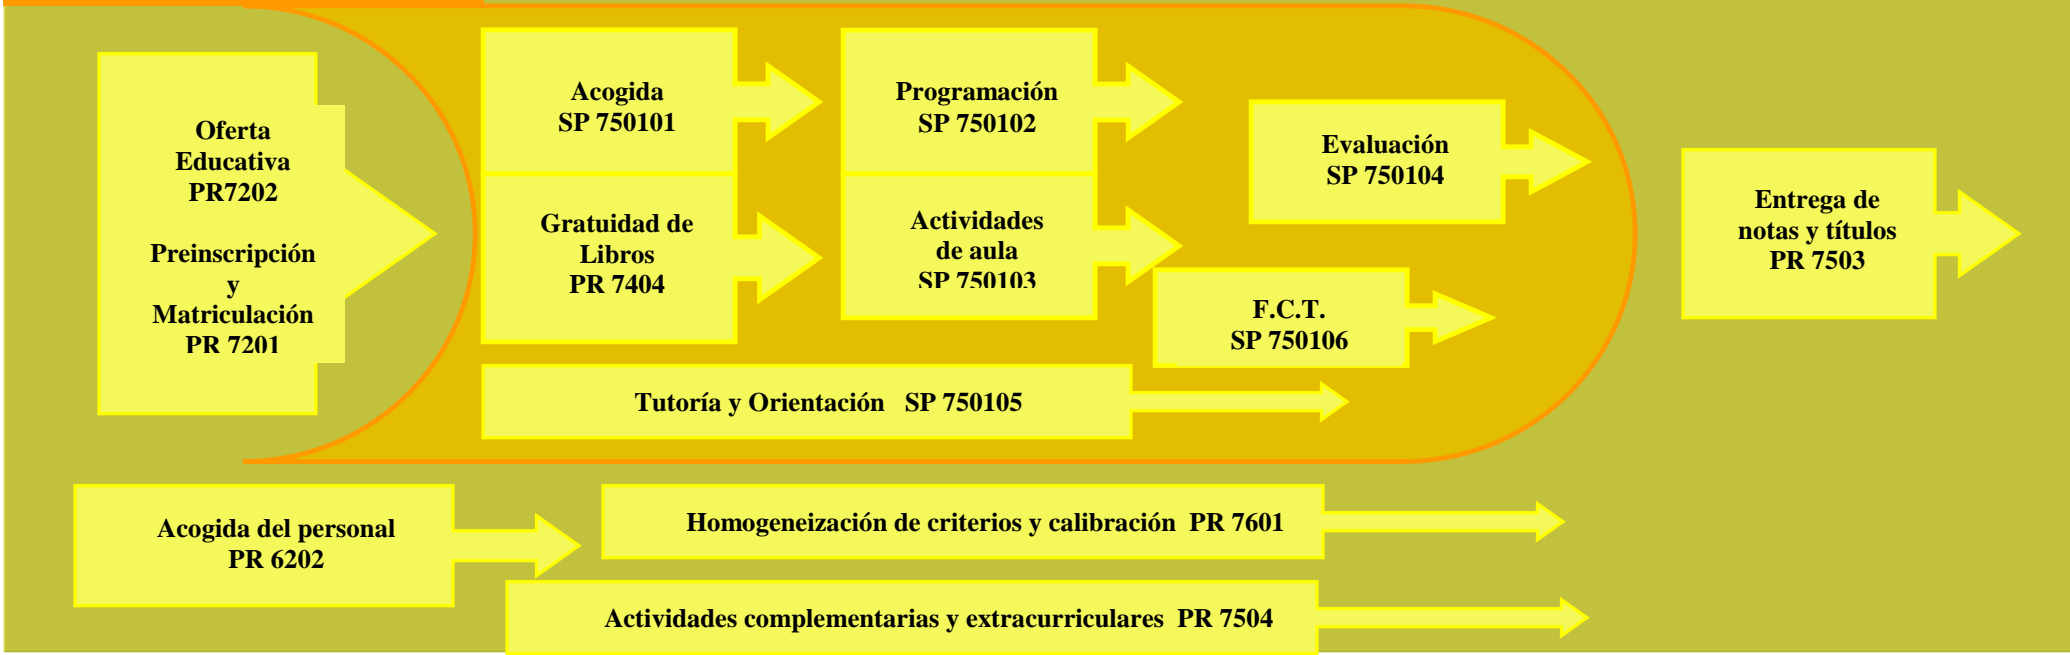 Oferta
Educativa
PR7202
Preinscripción
y
Matriculación
PR 7201
Acogida
SP 750101
Gratuidad de
Libros
PR 7404
Programación
SP 750102
Actividades
de aula
SP 750103
Evaluación
SP 750104
F.C.T.
SP 750106
Tutoría y Orientación   SP 750105
Entrega de
notas y títulos
PR 7503
Acogida del personal
PR 6202
Homogeneización de criterios y calibración  PR 7601
Actividades complementarias y extracurriculares  PR 7504